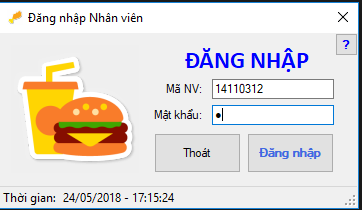 Đăng nhập Nhân viên
?
ĐĂNG NHẬP
Mã NV: 14110312
Mật khẩu: ●
Thoát Đăng nhập
Thời gian: 24/05/2018 - 17:15:24